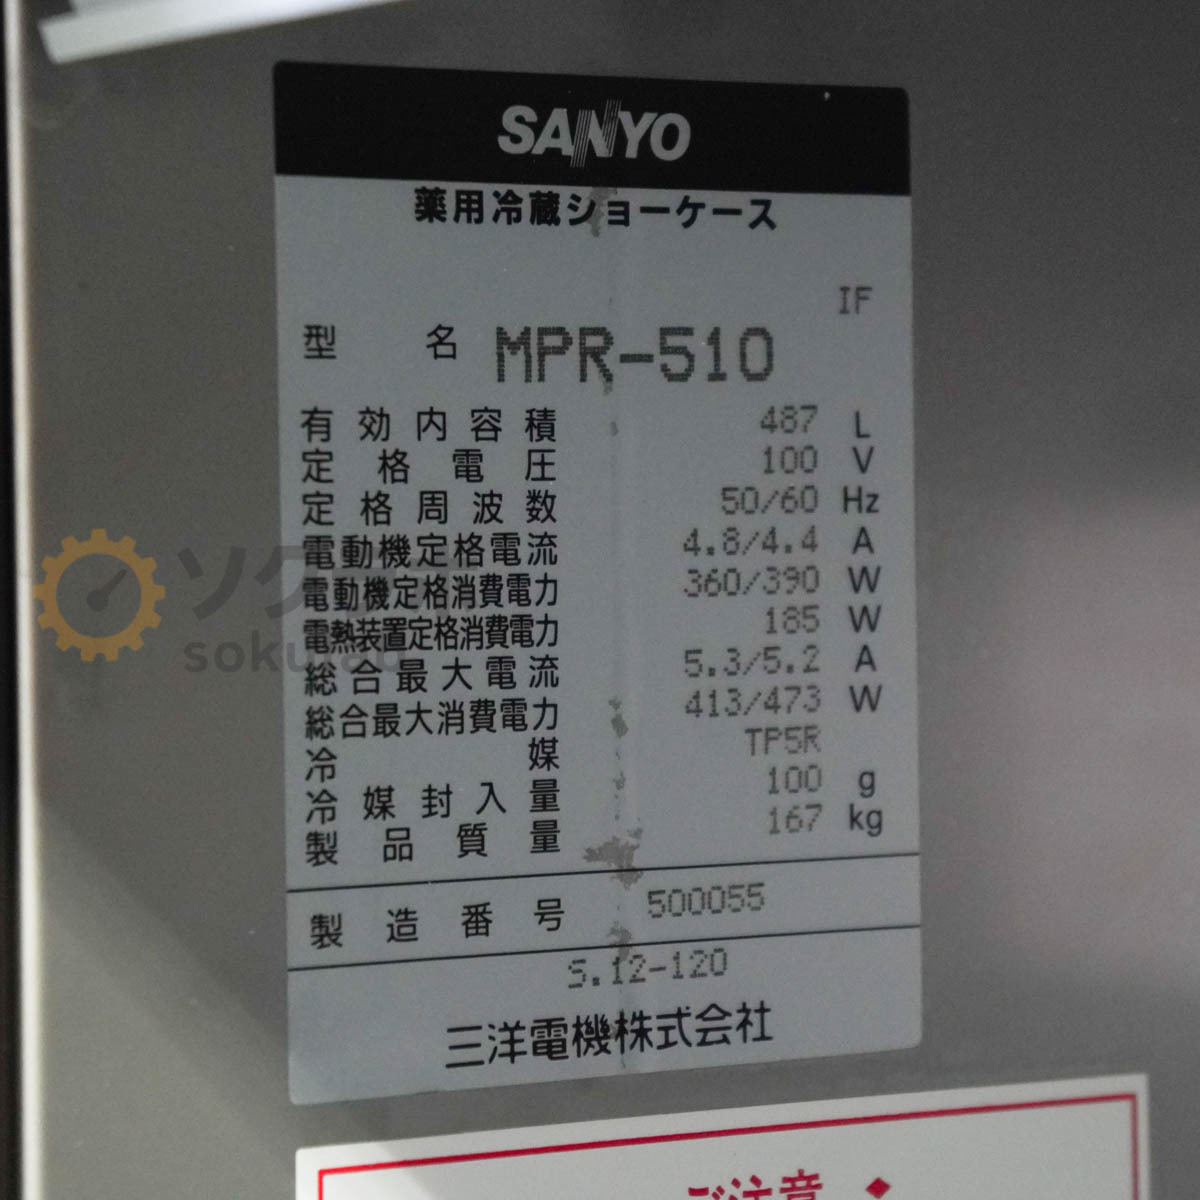 SANYO
薬用冷蔵ショーケース
IF
型名 MPR-510
有効内容積 487 L
定格電圧 100 V
定格周波数 50/60 Hz
電動機定格電流 4.8/4.4 A
電動機定格消費電力 360/390 W
電熱装置定格消費電力 185 W
総合最大電流 5.3/5.2 A
総合最大消費電力 413/473 W
冷媒 TP5R
冷媒封入量 100 g
製品質量 167 kg
製造番号 500055
S.12-120
三洋電機株式会社
ご注意